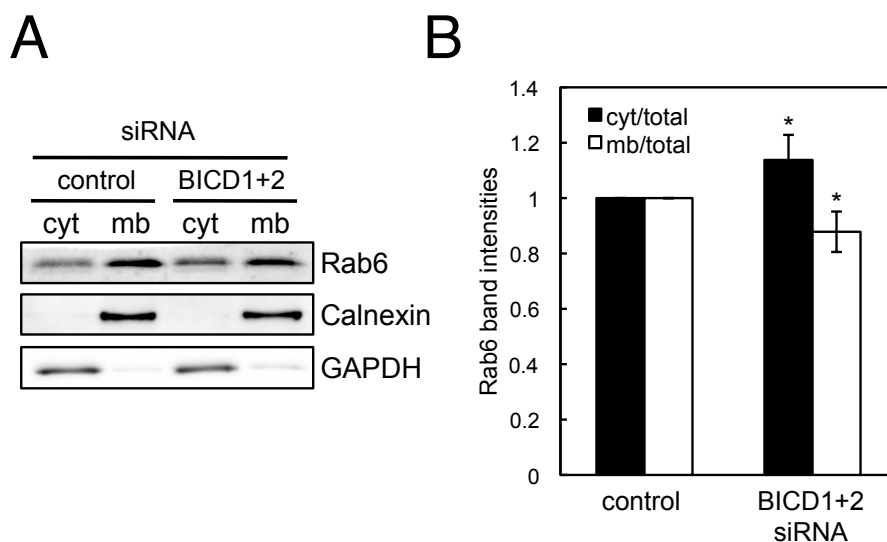 A
siRNA
control BICD1+2
cyt mb cyt mb
Rab6
Calnexin
GAPDH
B
Rab6 band intensities
1.4
1.2
1
0.8
0.6
0.4
0.2
0
cyt/total
mb/total
*
*
control
BICD1+2
siRNA